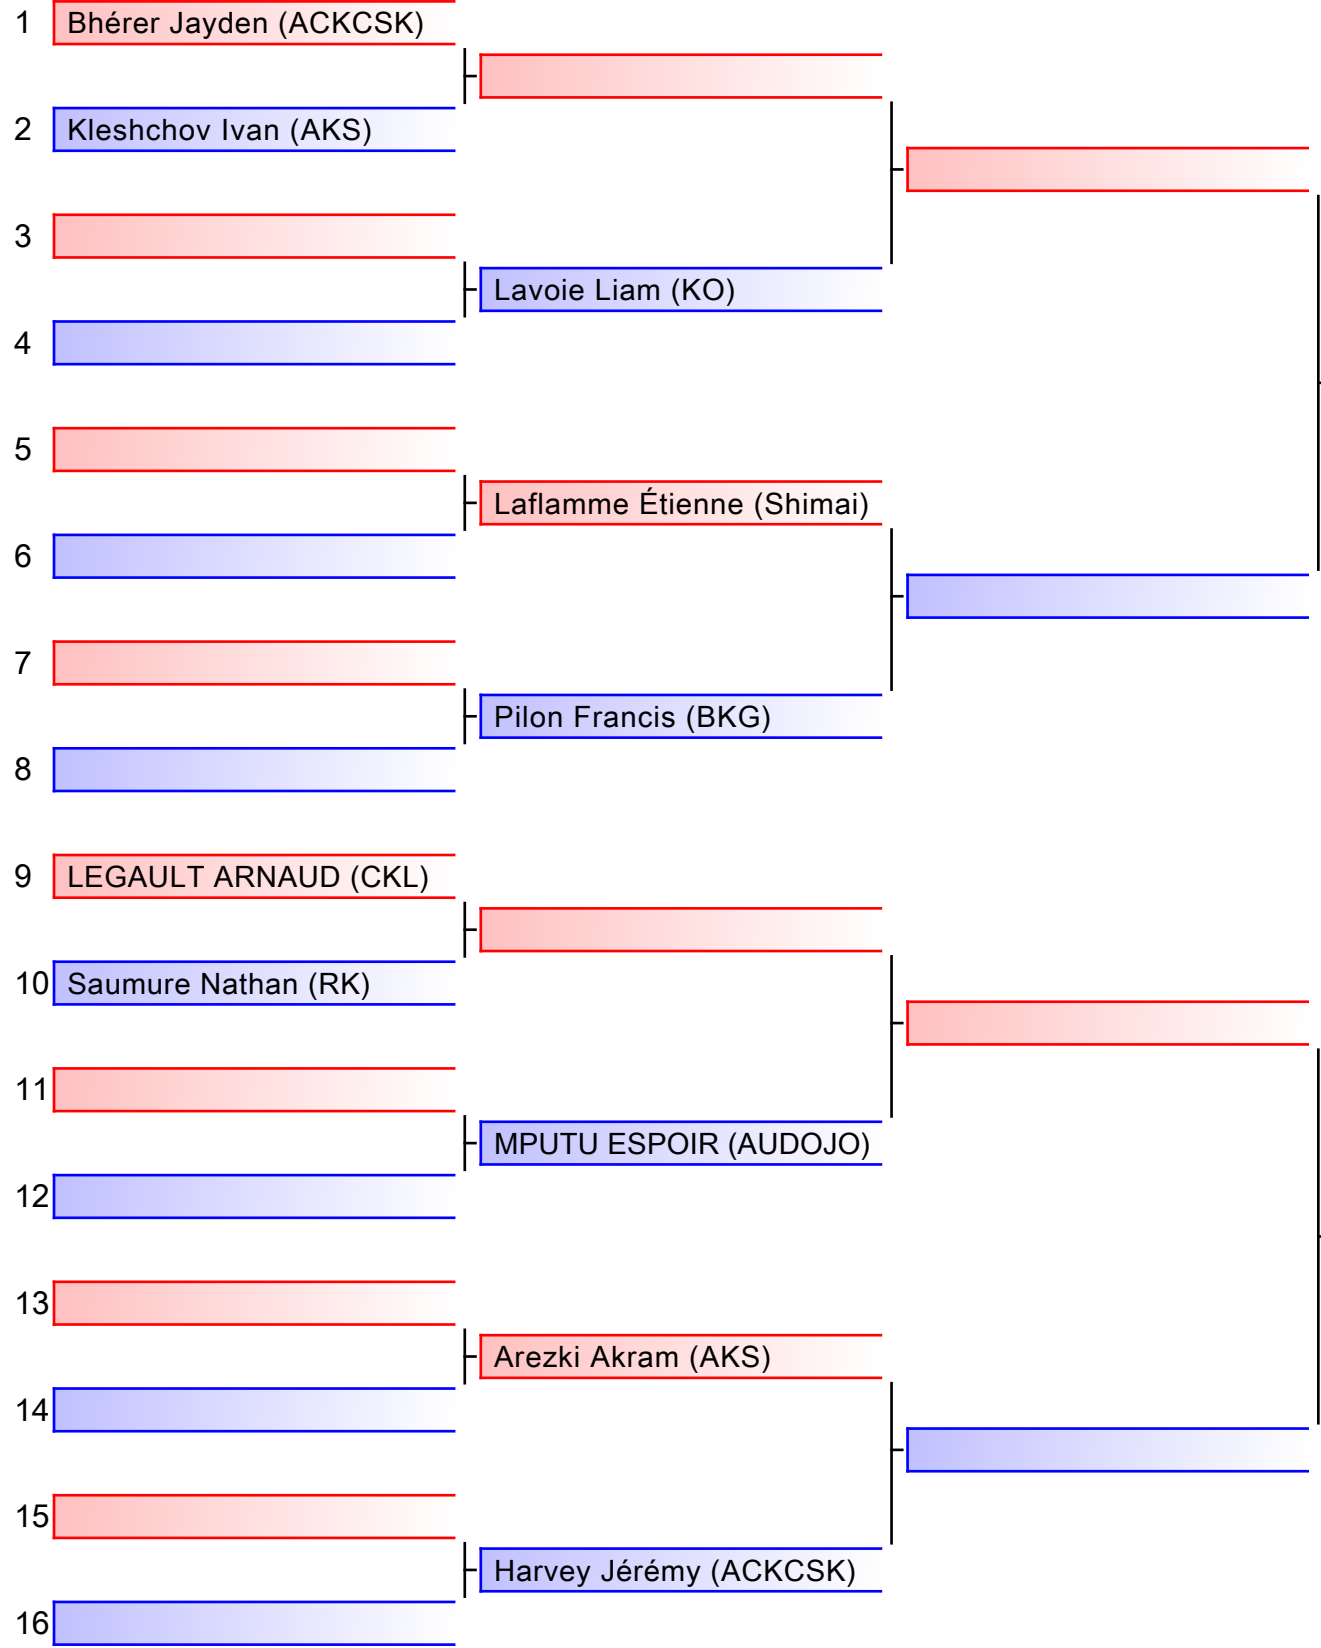 1 Bhérer Jayden (ACKCSK)
2 Kleshchov Ivan (AKS)
3
Lavoie Liam (KO)
4
5
Laflamme Étienne (Shimai)
6
7
Pilon Francis (BKG)
8
9 LEGAULT ARNAUD (CKL)
10 Saumure Nathan (RK)
11
MPUTU ESPOIR (AUDOJO)
12
13
Arezki Akram (AKS)
14
15
Harvey Jérémy (ACKCSK)
16